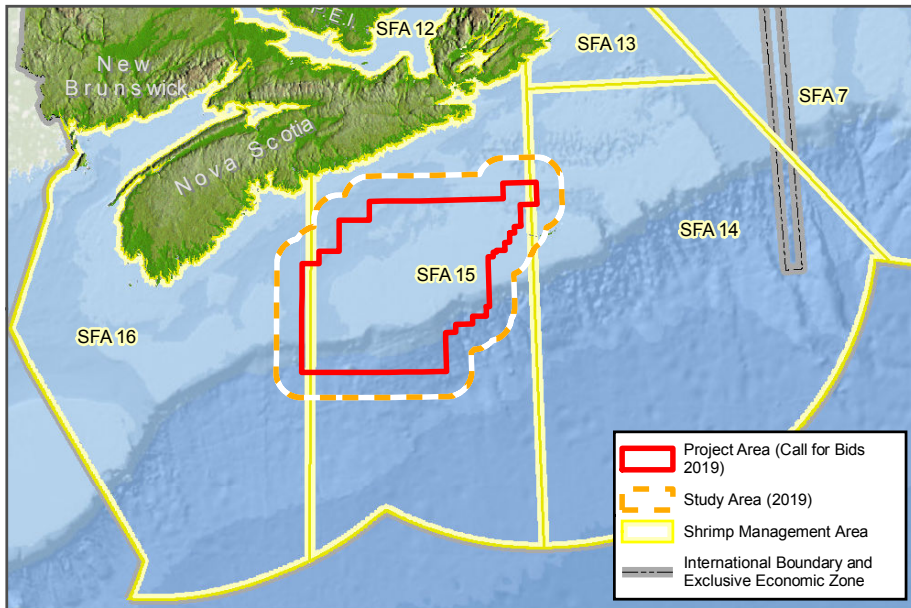 P.E.I.
SFA 12
SFA 13
New
Brunswick
SFA 7
Nova Scotia
SFA 14
SFA 15
SFA 16
Project Area (Call for Bids
2019)
Study Area (2019)
Shrimp Management Area
International Boundary and
Exclusive Economic Zone